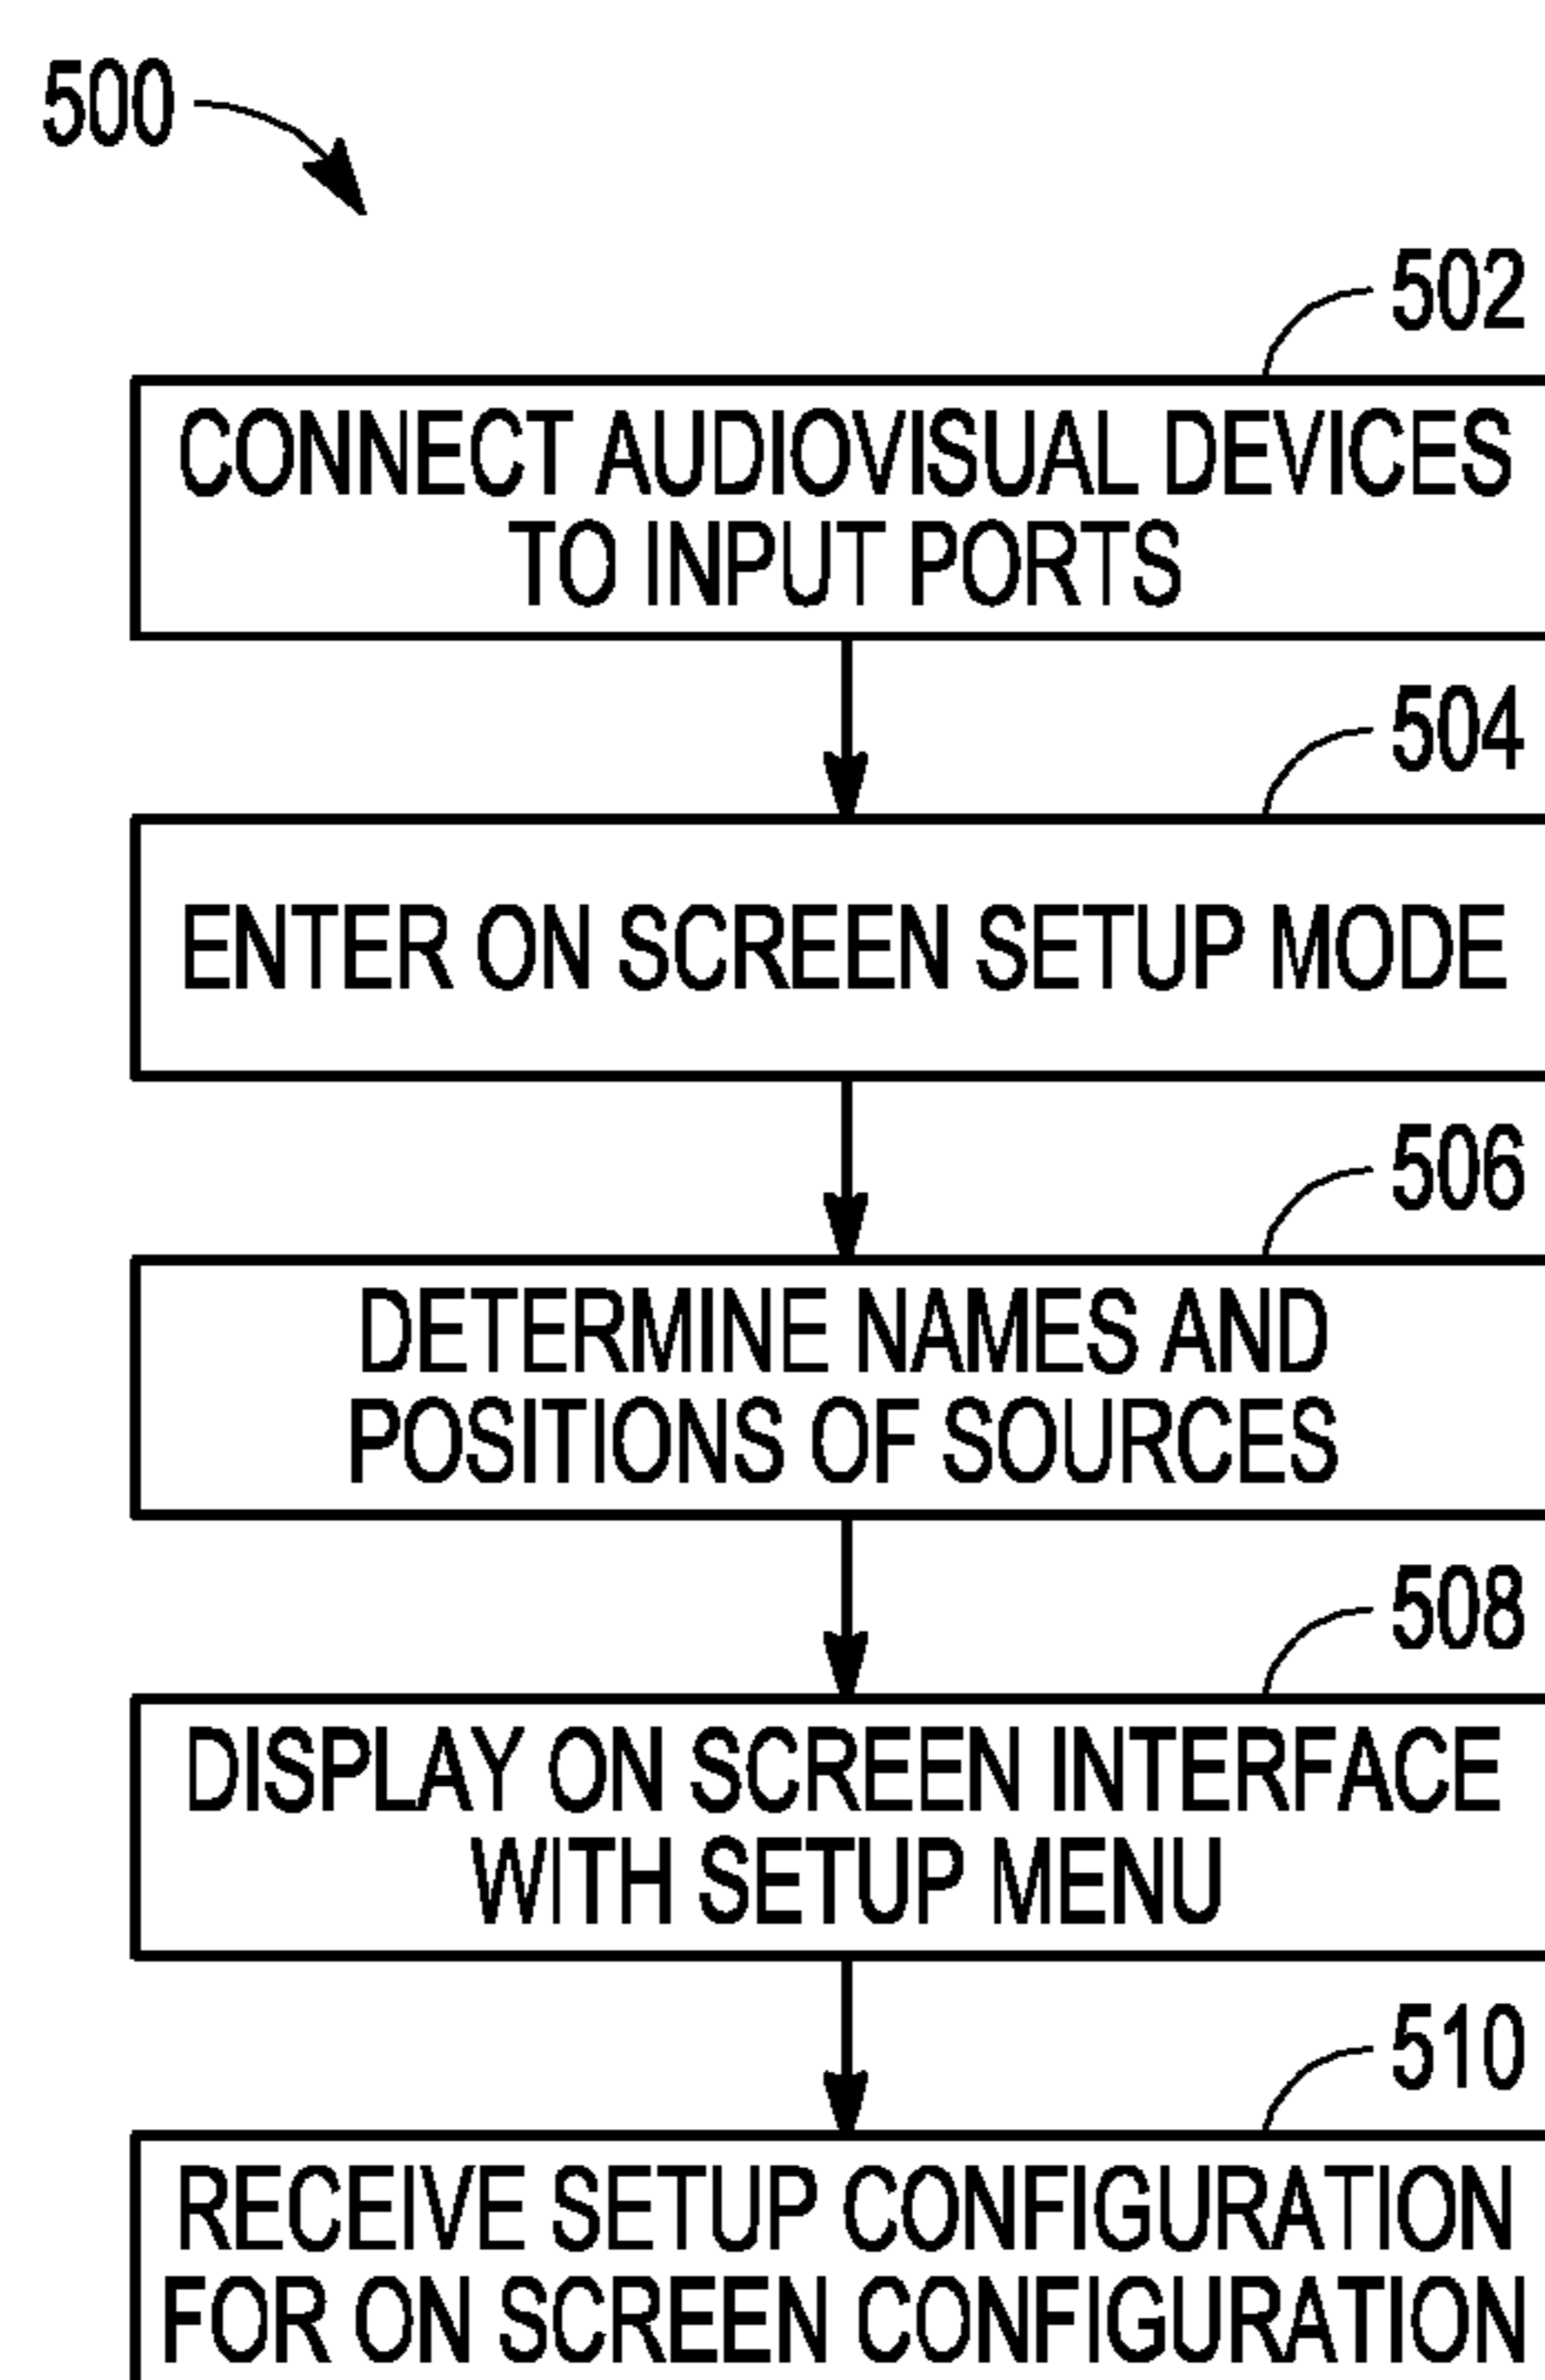 500
502
CONNECT AUDIOVISUAL DEVICES
TO INPUT PORTS
504
ENTER ON SCREEN SETUP MODE
506
DETERMINE NAMES AND
POSITIONS OF SOURCES
508
DISPLAY ON SCREEN INTERFACE
WITH SETUP MENU
510
RECEIVE SETUP CONFIGURATION
FOR ON SCREEN CONFIGURATION